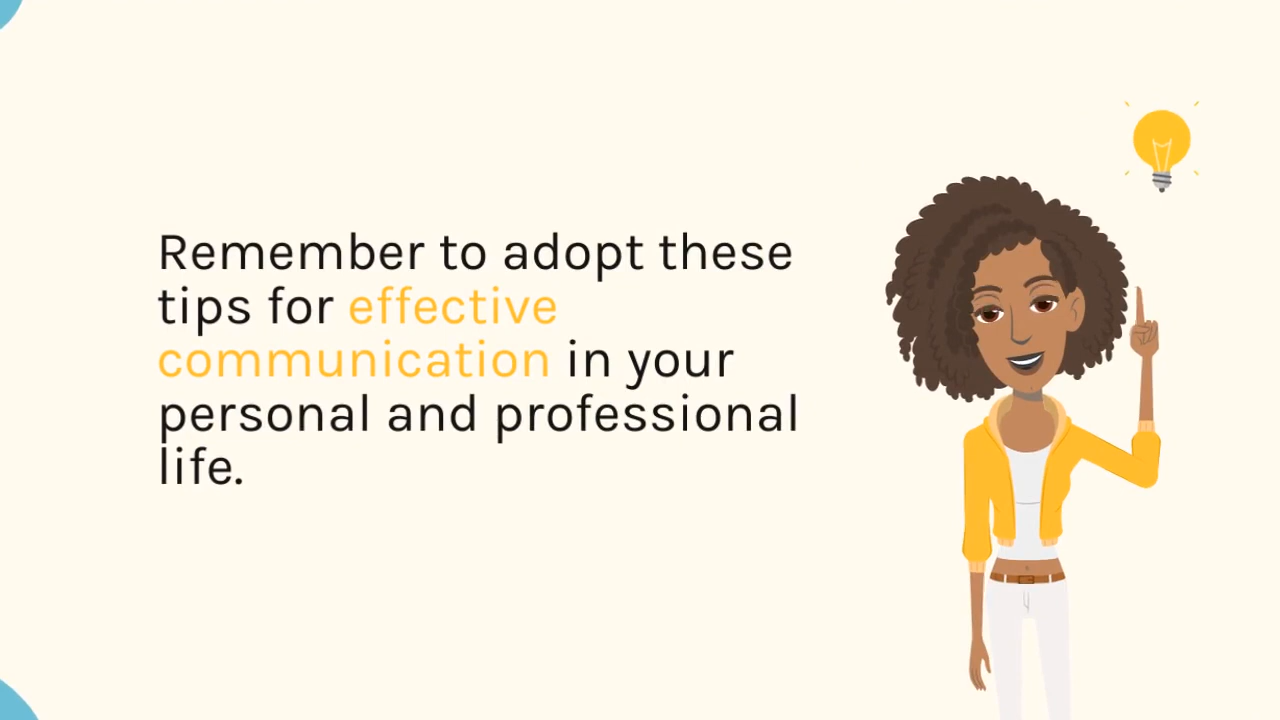 Remember to adopt these
tips for effective
communication in your
personal and professional
life.